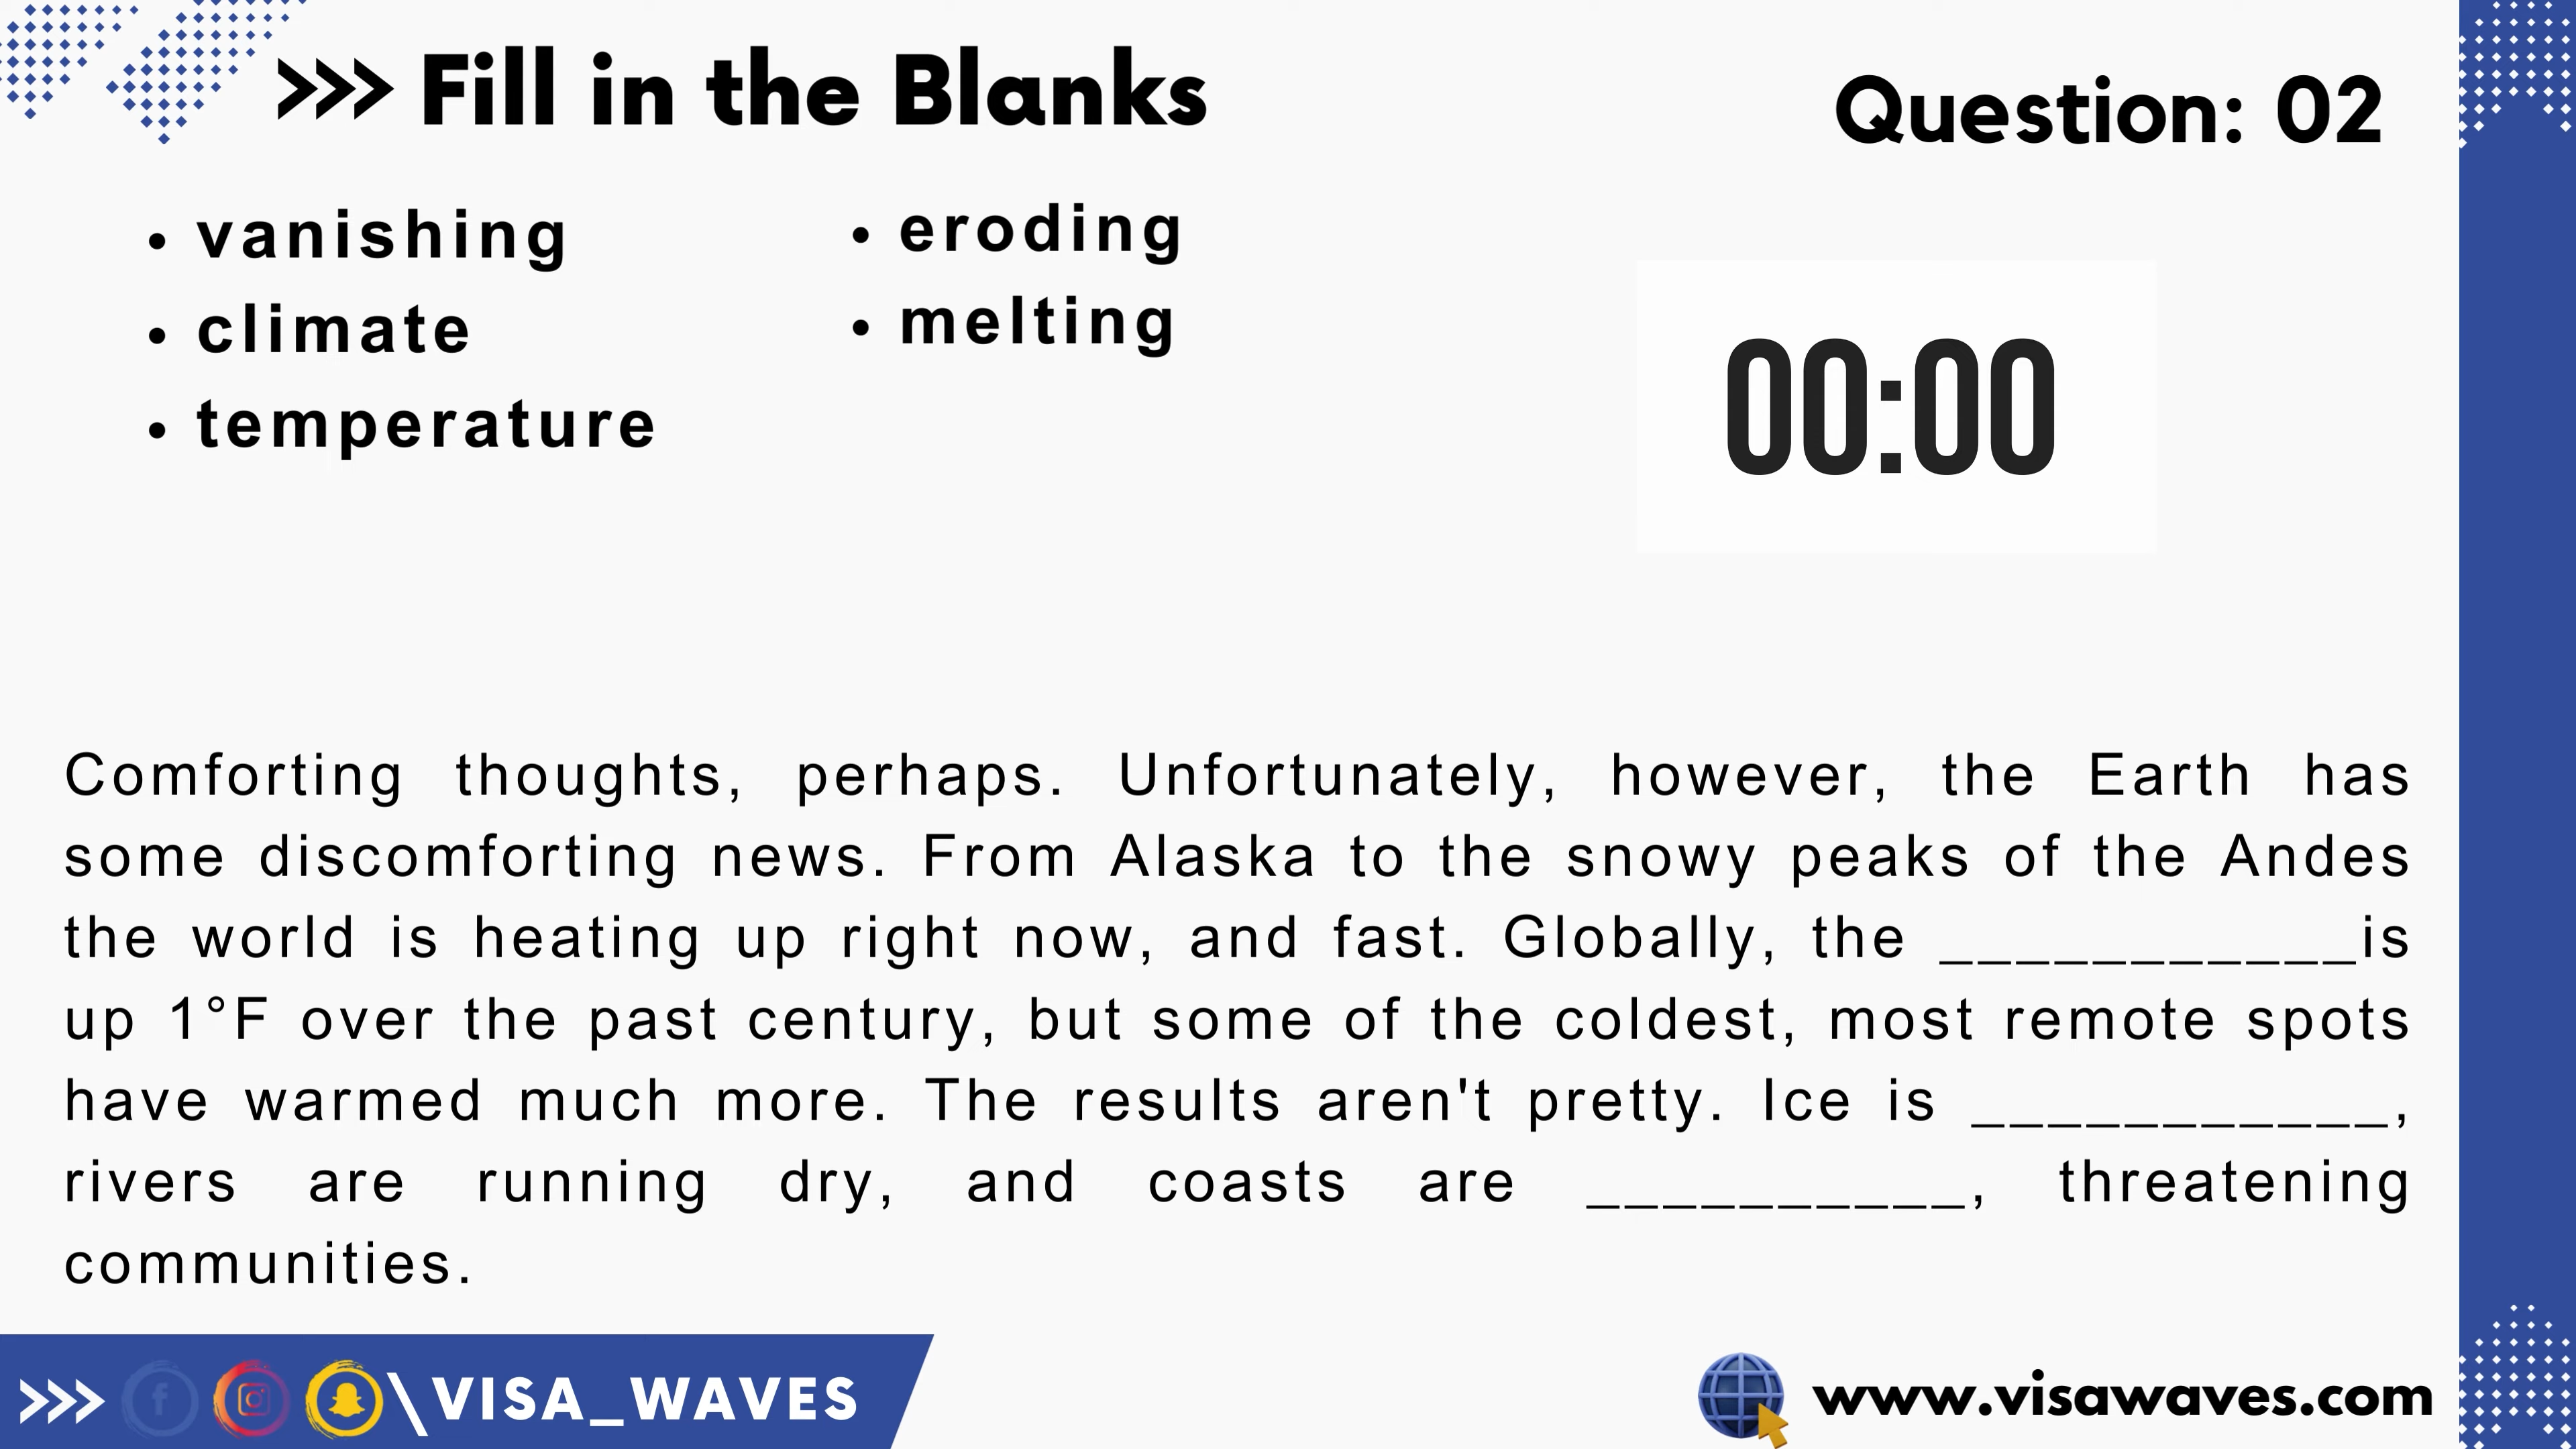 >>> Fill in the Blanks
Question: 02
• vanishing
• climate
• temperature
• eroding
• melting
00:00
Comforting thoughts, perhaps. Unfortunately, however, the Earth has
some discomforting news. From Alaska to the snowy peaks of the Andes
the world is heating up right now, and fast. Globally, the ___________is
up 1°F over the past century, but some of the coldest, most remote spots
have warmed much more. The results aren't pretty. Ice is ___________,
rivers are running dry, and coasts are __________, threatening
communities.
>>> \VISA_WAVES
www.visawaves.com